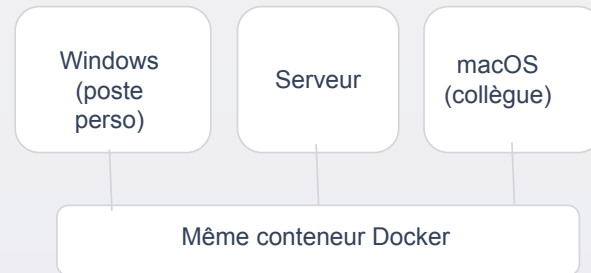 Windows
(poste
perso)
Serveur
macOS
(collègue)
Même conteneur Docker